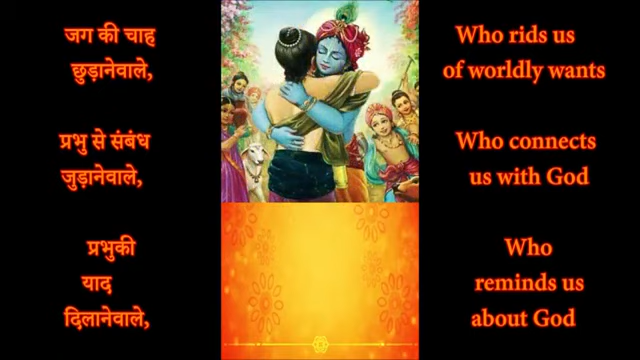 जग की चाह
छुड़ानेवाले,
प्रभु से संबंध
जुड़ानेवाले,
प्रभुकी
याद
दिलानेवाले,
Who rids us
of worldly wants
Who connects
us with God
Who
reminds us
about God